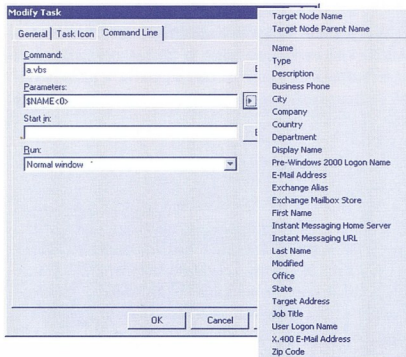 Modify Task
General
Task Icon
Command Line
Command:
a.vbs
Parameters:
$NAME<0>
Start in:
Run:
Normal window
OK
Cancel
Target Node Name
Target Node Parent Name
Name
Type
Description
Business Phone
City
Company
Country
Department
Display Name
Pre-Windows 2000 Logon Name
E-Mail Address
Exchange Alias
Exchange Mailbox Store
First Name
Instant Messaging Home Server
Instant Messaging URL
Last Name
Modified
Office
State
Target Address
Job Title
User Logon Name
X.400 E-Mail Address
Zip Code